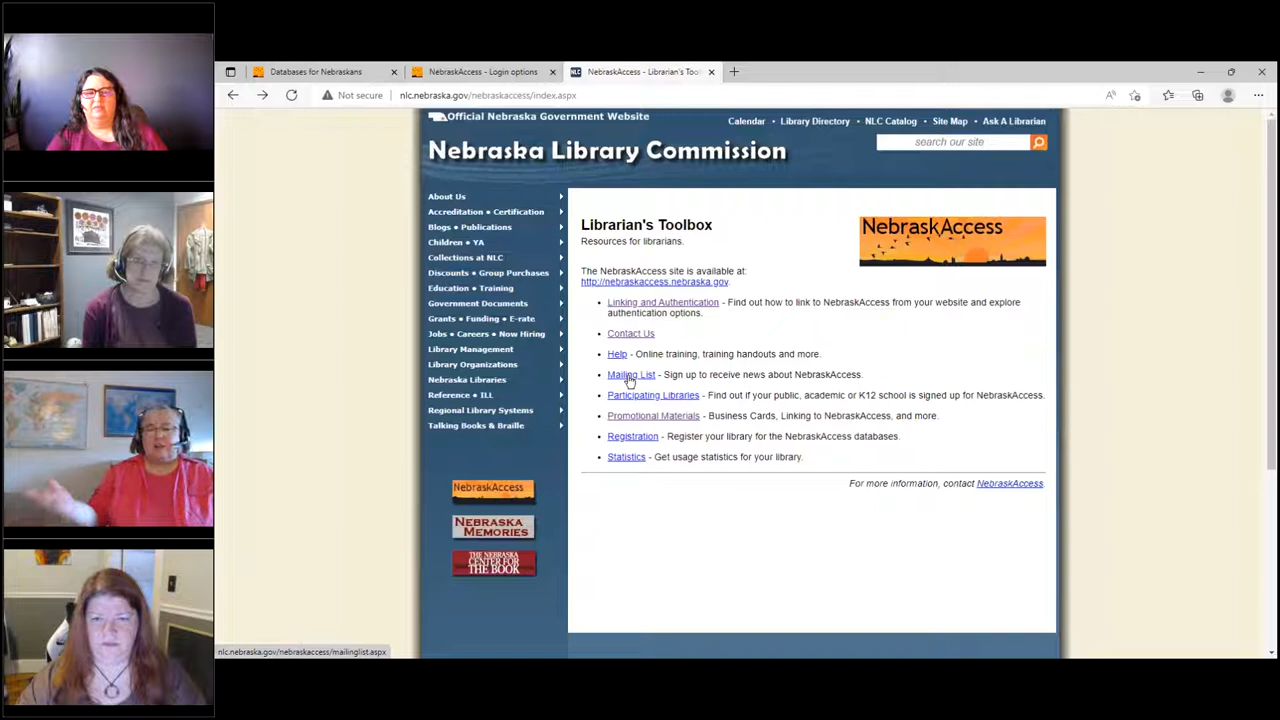 Databases for Nebraskans
NebraskAccess - Login options
NLC NebraskAccess - Librarian's Tool
Not secure nlc.nebraska.gov/nebraskaccess/index.aspx
Official Nebraska Government Website
Calendar • Library Directory • NLC Catalog • Site Map • Ask A Librarian
Nebraska Library Commission
search our site
About Us
Accreditation • Certification
Blogs • Publications
Children • YA
Collections at NLC
Discounts • Group Purchases
Education • Training
Government Documents
Grants • Funding • E-rate
Jobs • Careers • Now Hiring
Library Management
Library Organizations
Nebraska Libraries
Reference • ILL
Regional Library Systems
Talking Books & Braille
NebraskAccess
NEBRASKA
MEMORIES
THE NEBRASKA
CENTER FOR
THE BOOK
Librarian's Toolbox
Resources for librarians.
NebraskAccess
The NebraskAccess site is available at:
http://nebraskaccess.nebraska.gov.
• Linking and Authentication - Find out how to link to NebraskAccess from your website and explore
authentication options.
• Contact Us
• Help - Online training, training handouts and more.
• Mailing List - Sign up to receive news about NebraskAccess.
• Participating Libraries - Find out if your public, academic or K12 school is signed up for NebraskAccess.
• Promotional Materials - Business Cards, Linking to NebraskAccess, and more.
• Registration - Register your library for the NebraskAccess databases.
• Statistics - Get usage statistics for your library.
For more information, contact NebraskAccess.
nlc.nebraska.gov/nebraskaccess/mailinglist.aspx